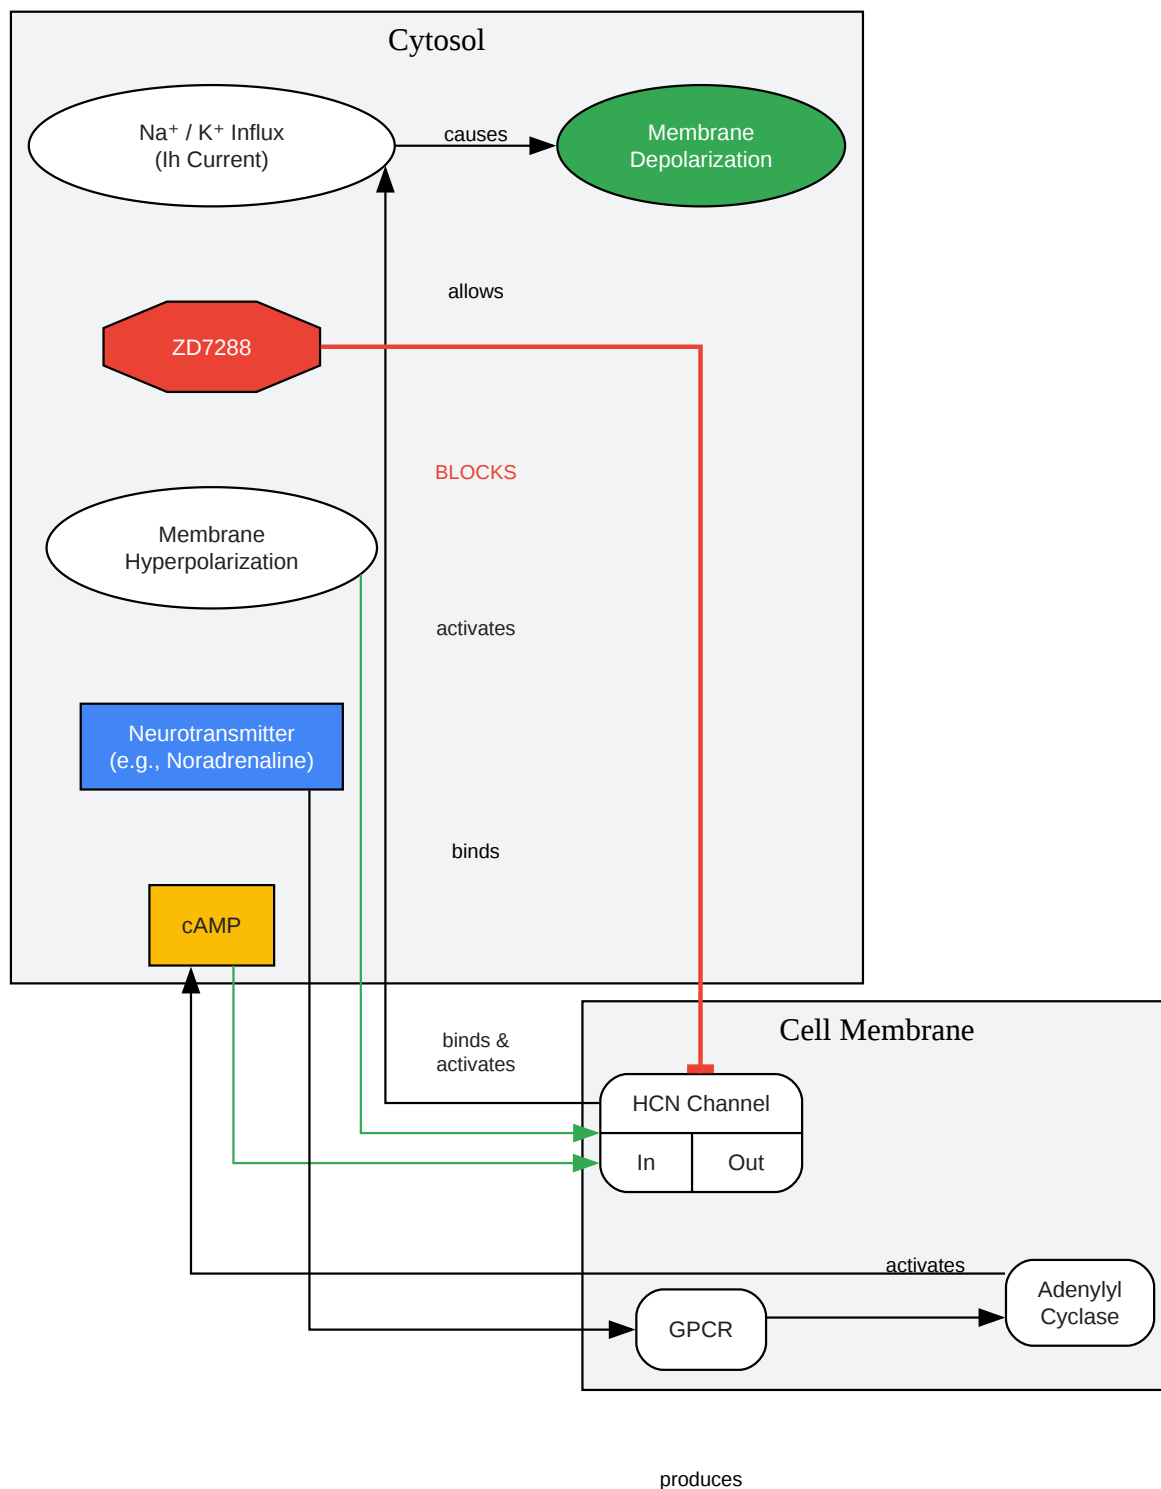 Cytosol
Na⁺ / K⁺ Influx
(Ih Current)
causes
Membrane
Depolarization
allows
ZD7288
BLOCKS
Membrane
Hyperpolarization
activates
Neurotransmitter
(e.g., Noradrenaline)
binds
cAMP
binds &
activates
Cell Membrane
HCN Channel
In
Out
activates
Adenylyl
Cyclase
GPCR
produces